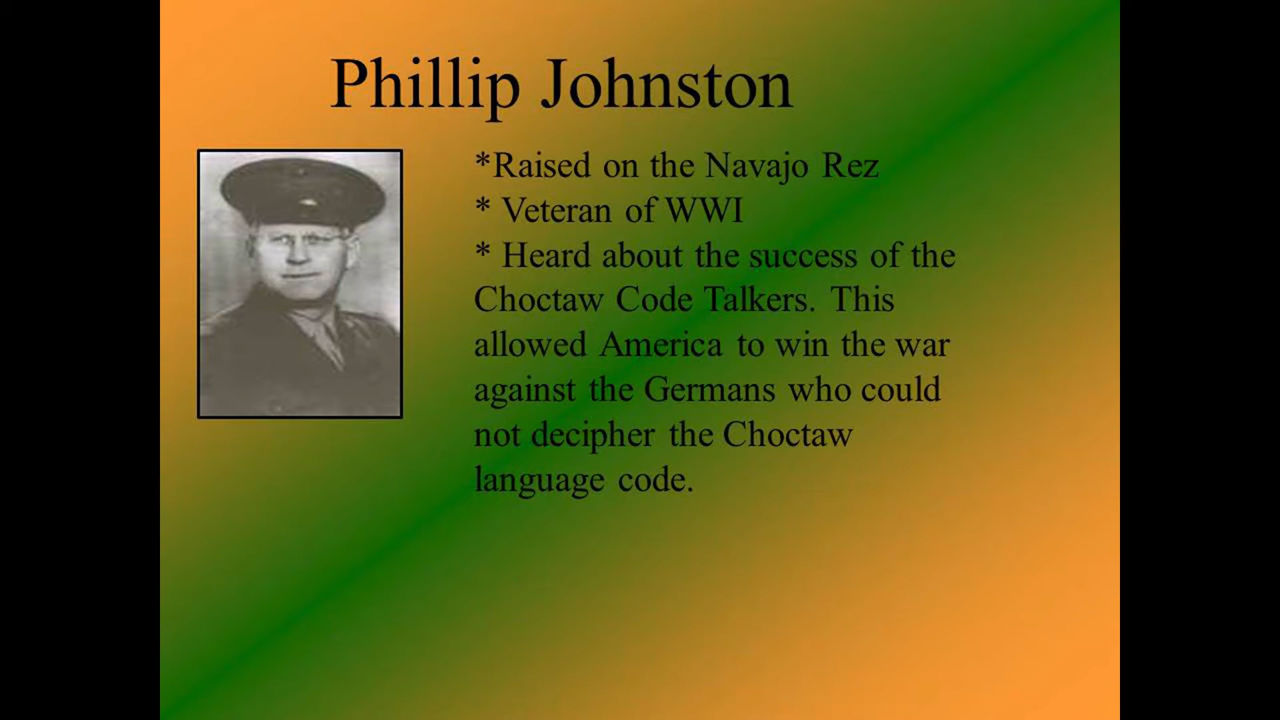 Phillip Johnston
*Raised on the Navajo Rez
* Veteran of WWI
* Heard about the success of the
Choctaw Code Talkers. This
allowed America to win the war
against the Germans who could
not decipher the Choctaw
language code.